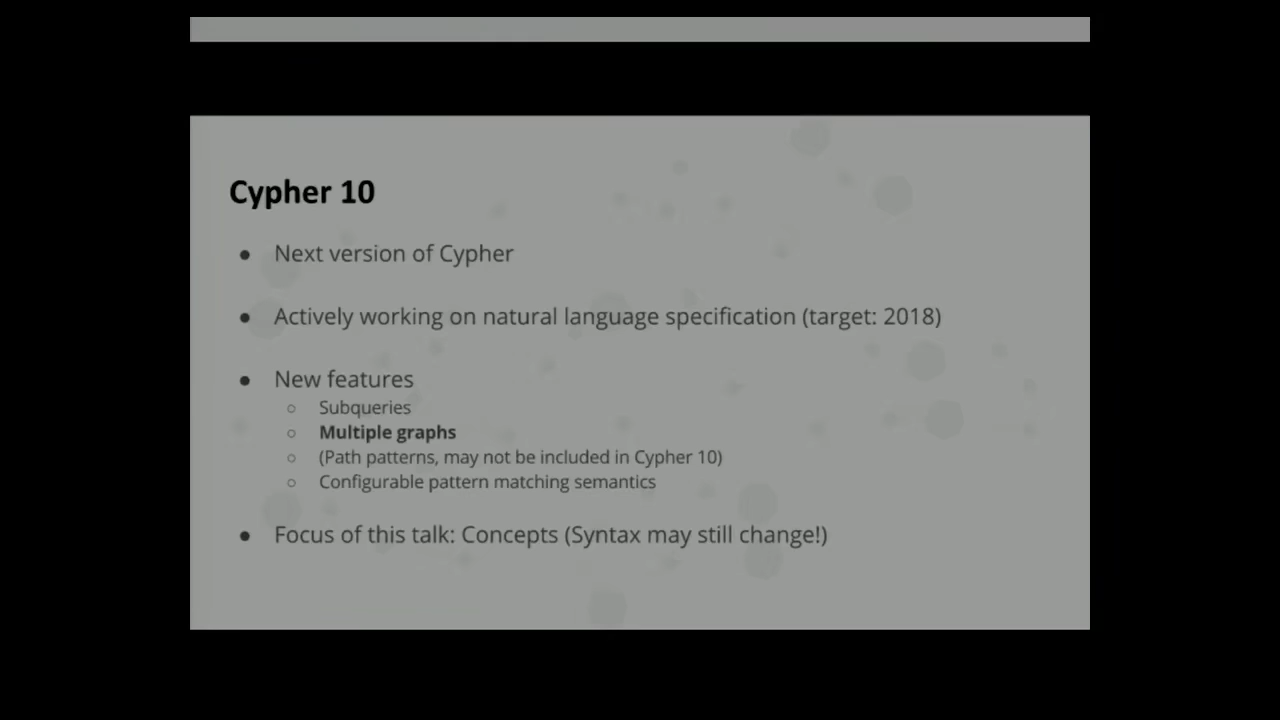 Cypher 10
● Next version of Cypher
● Actively working on natural language specification (target: 2018)
● New features
○ Subqueries
○ Multiple graphs
○ (Path patterns, may not be included in Cypher 10)
○ Configurable pattern matching semantics
● Focus of this talk: Concepts (Syntax may still change!)